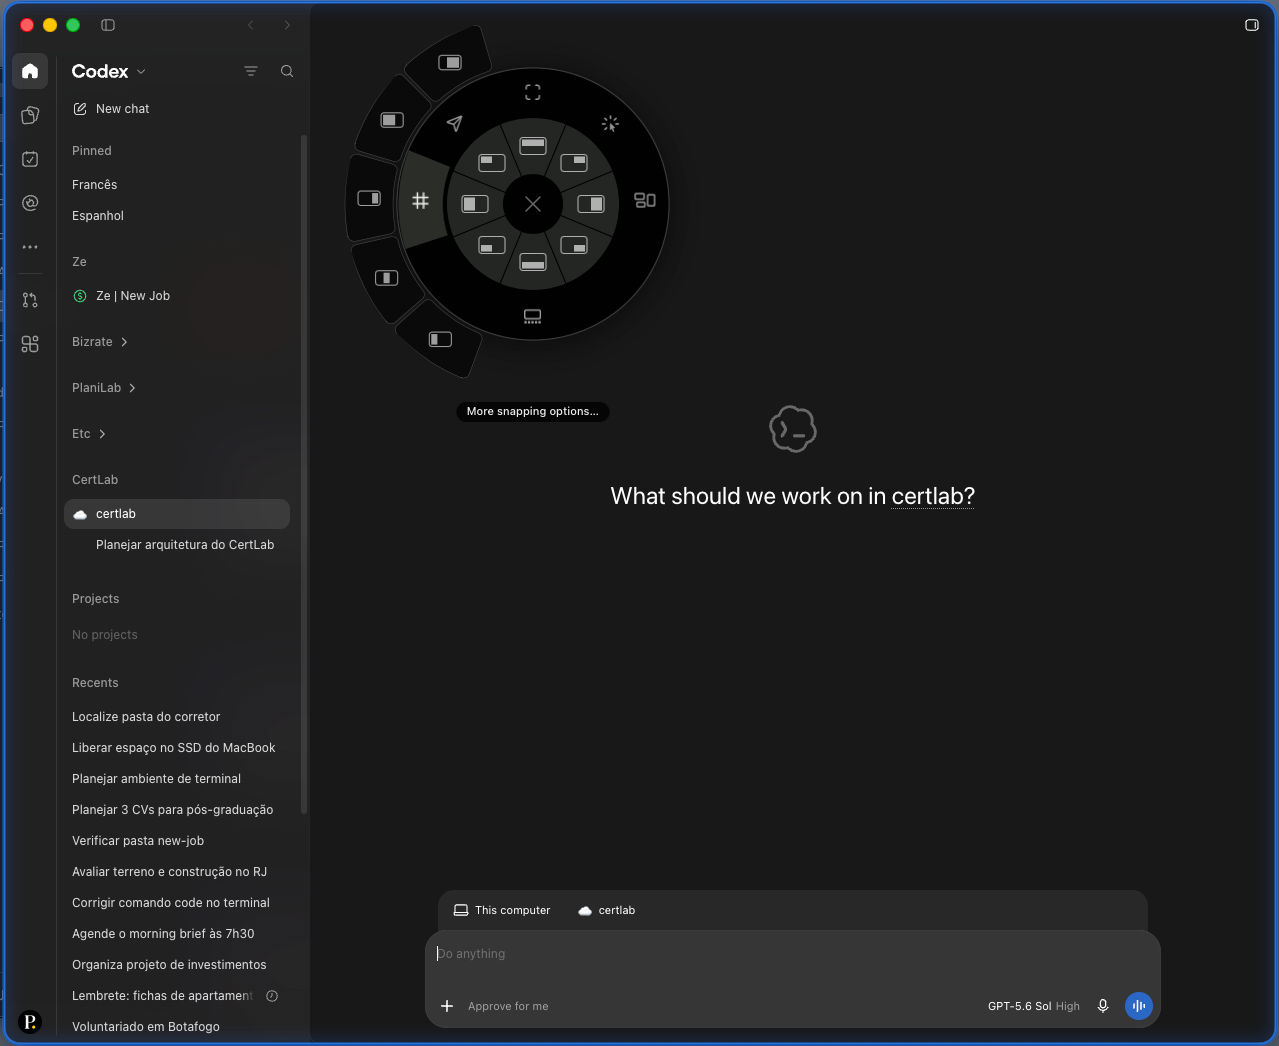 Codex
New chat
Pinned
Francês
Espanhol
Ze
Ze | New Job
Bizrate
PlaniLab
Etc
CertLab
certlab
Planejar arquitetura do CertLab
Projects
No projects
Recents
Localize pasta do corretor
Liberar espaço no SSD do MacBook
Planejar ambiente de terminal
Planejar 3 CVs para pós-graduação
Verificar pasta new-job
Avaliar terreno e construção no RJ
Corrigir comando code no terminal
Agende o morning brief às 7h30
Organiza projeto de investimentos
Lembrete: fichas de apartament
Voluntariado em Botafogo
P.
More snapping options...
What should we work on in certlab?
This computer
certlab
Do anything
Approve for me
GPT-5.6 Sol High